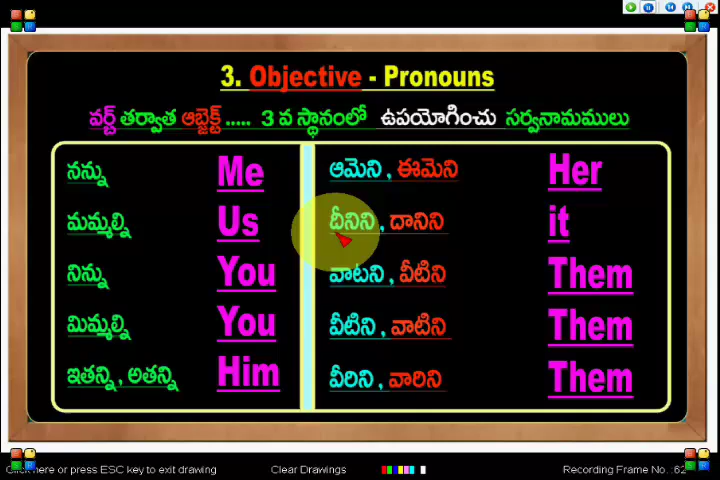 3. Objective - Pronouns
వర్బ్ తర్వాత ఆబ్జెక్ట్ ..... 3 వ స్థానంలో ఉపయోగించు సర్వనామములు
నన్ను Me
మమ్మల్ని Us
నిన్ను You
మిమ్మల్ని You
ఇతన్ని , అతన్ని Him
ఆమెని , ఈమెని Her
దీనిని , దానిని it
వాటని , వీటిని Them
వీటిని , వాటిని Them
వీరిని , వారిని Them
Click here or press ESC key to exit drawing Clear Drawings Recording Frame No. :62